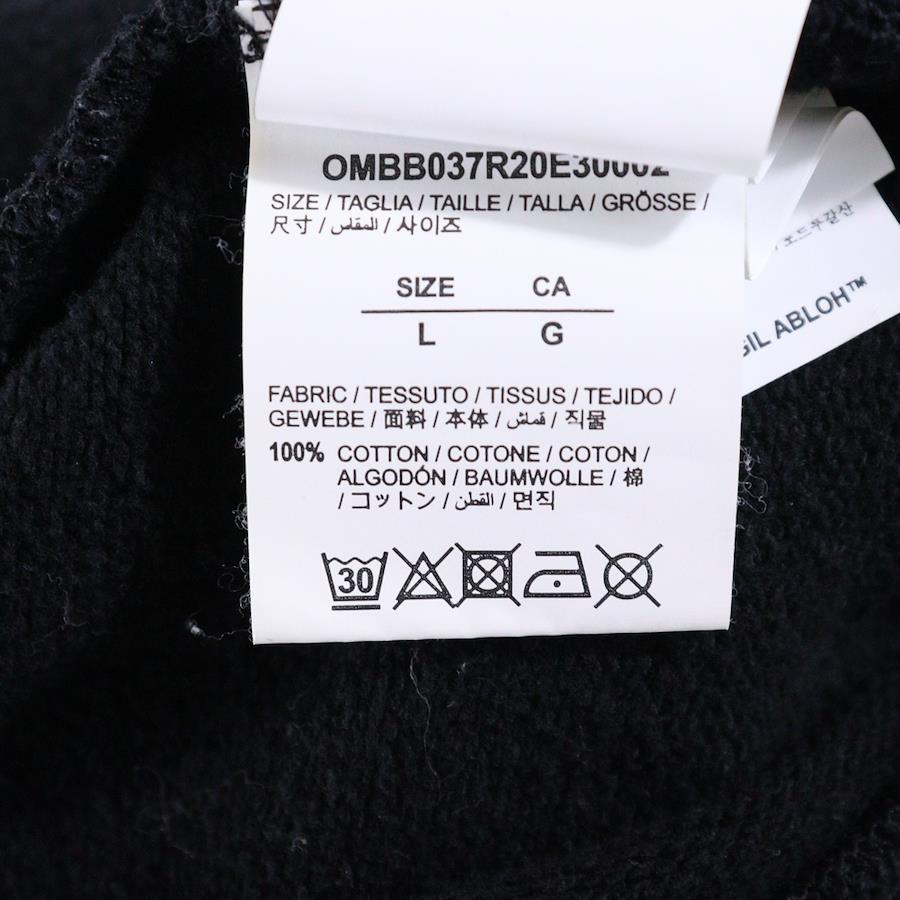 OMBB037R20E30002
SIZE / TAGLIA / TAILLE / TALLA / GRÖSSE /
尺寸 / المقاس / 사이즈
SIZE CA
L G
FABRIC / TESSUTO / TISSUS / TEJIDO /
GEWEBE / 面料 / 本体 / قماش / 직물
100% COTTON / COTONE / COTON /
ALGODÓN / BAUMWOLLE / 棉
/ コットン / القطن / 면직
30
ABLOH™